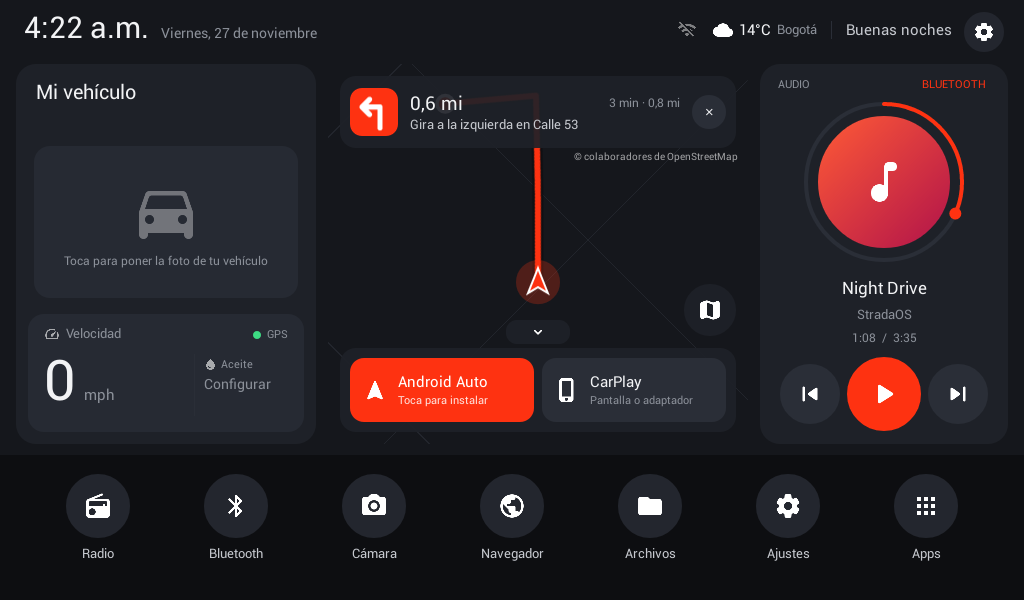 4:22 a.m.
Viernes, 27 de noviembre
14°C Bogotá
Buenas noches
Mi vehículo
Toca para poner la foto de tu vehículo
Velocidad
GPS
0 mph
Aceite
Configurar
0,6 mi
3 min · 0,8 mi
Gira a la izquierda en Calle 53
© colaboradores de OpenStreetMap
Android Auto
Toca para instalar
CarPlay
Pantalla o adaptador
AUDIO
BLUETOOTH
Night Drive
StradaOS
1:08 / 3:35
Radio
Bluetooth
Cámara
Navegador
Archivos
Ajustes
Apps